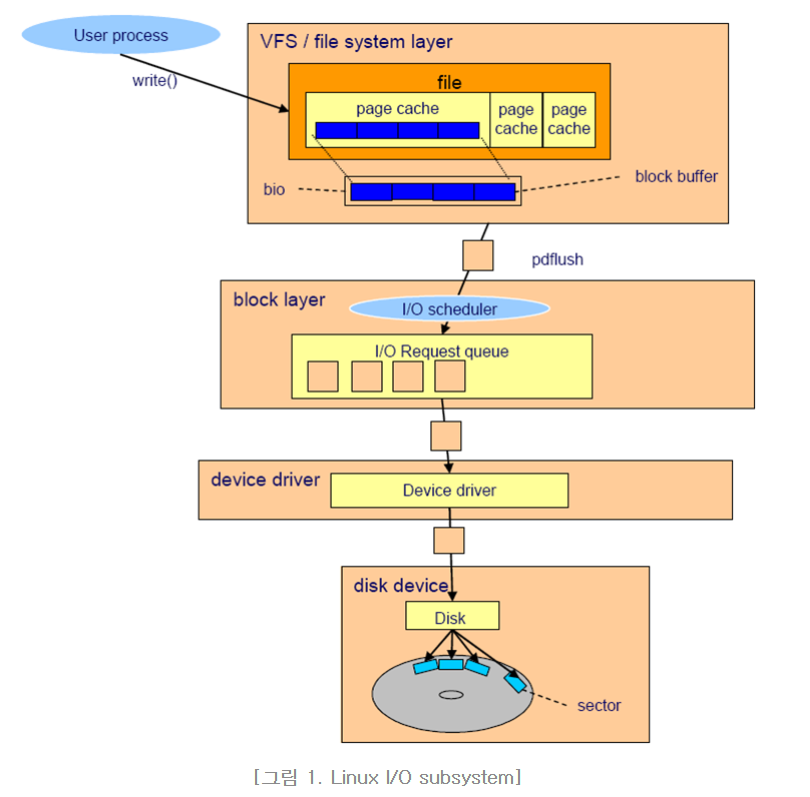 User process
write()
VFS / file system layer
file
page cache
page
cache
page
cache
bio
block buffer
pdflush
block layer
I/O scheduler
I/O Request queue
device driver
Device driver
disk device
Disk
sector
[그림 1. Linux I/O subsystem]